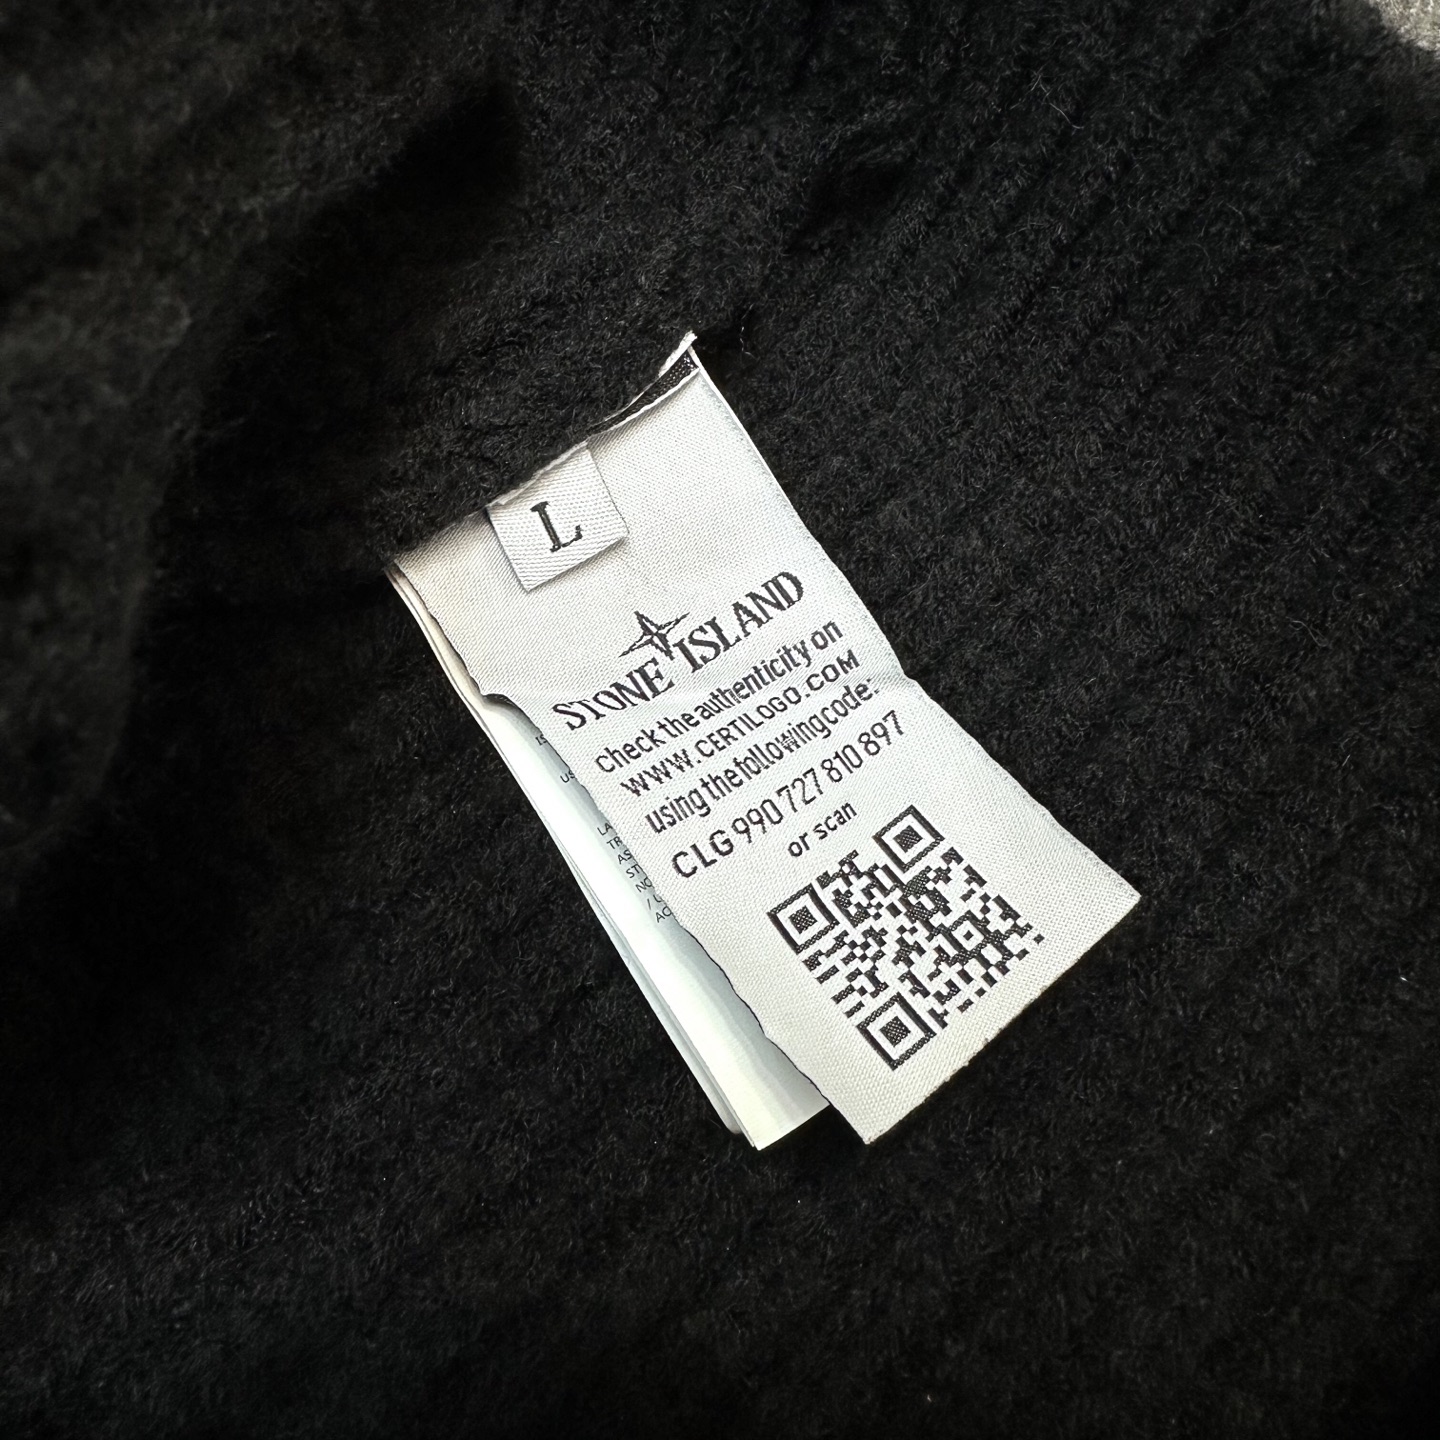 L
STONE ISLAND
Check the authenticity on
WWW.CERTILOGO.COM
using the following code:
CLG 990 727 810 897
or scan